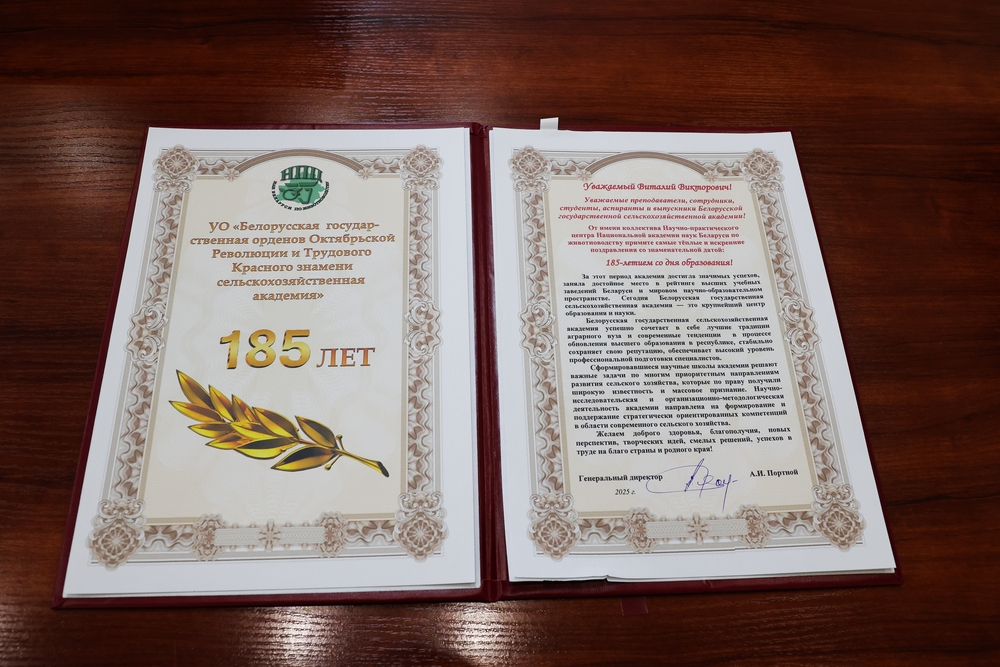 НПЦ
УО «Белорусская государ-
ственная орденов Октябрьской
Революции и Трудового
Красного знамени
сельскохозяйственная
академия»
185 ЛЕТ
Уважаемый Виталий Викторович!
Уважаемые преподаватели, сотрудники,
студенты, аспиранты и выпускники Белорусской
государственной сельскохозяйственной академии!
От имени коллектива Научно-практического
центра Национальной академии наук Беларуси по
животноводству примите самые тёплые и искренние
поздравления со знаменательной датой:
185-летием со дня образования!
За этот период академия достигла значимых успехов,
заняла достойное место в рейтинге высших учебных
заведений Беларуси и мировом научно-образовательном
пространстве. Сегодня Белорусская государственная
сельскохозяйственная академия — это крупнейший центр
образования и науки.
Белорусская государственная сельскохозяйственная
академия успешно сочетает в себе лучшие традиции
аграрного вуза и современные тенденции в процессе
обновления высшего образования в республике, стабильно
сохраняет свою репутацию, обеспечивает высокий уровень
профессиональной подготовки специалистов.
Сформировавшиеся научные школы академии решают
важные задачи по многим приоритетным направлениям
развития сельского хозяйства, которые по праву получили
широкую известность и массовое признание. Научно-
исследовательская и организационно-методологическая
деятельность академии направлена на формирование и
поддержание стратегически ориентированных компетенций
в области современного сельского хозяйства.
Желаем доброго здоровья, благополучия, новых
перспектив, творческих идей, смелых решений, успехов в
труде на благо страны и родного края!
Генеральный директор А.И. Портной
2025 г.